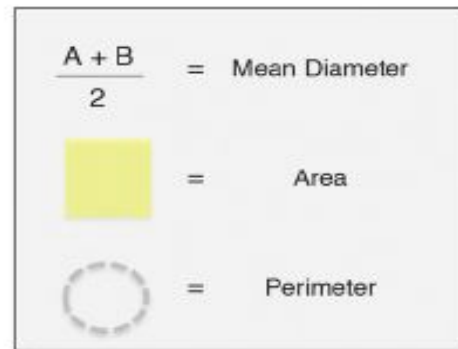 A + B
2
= Mean Diameter
= Area
= Perimeter